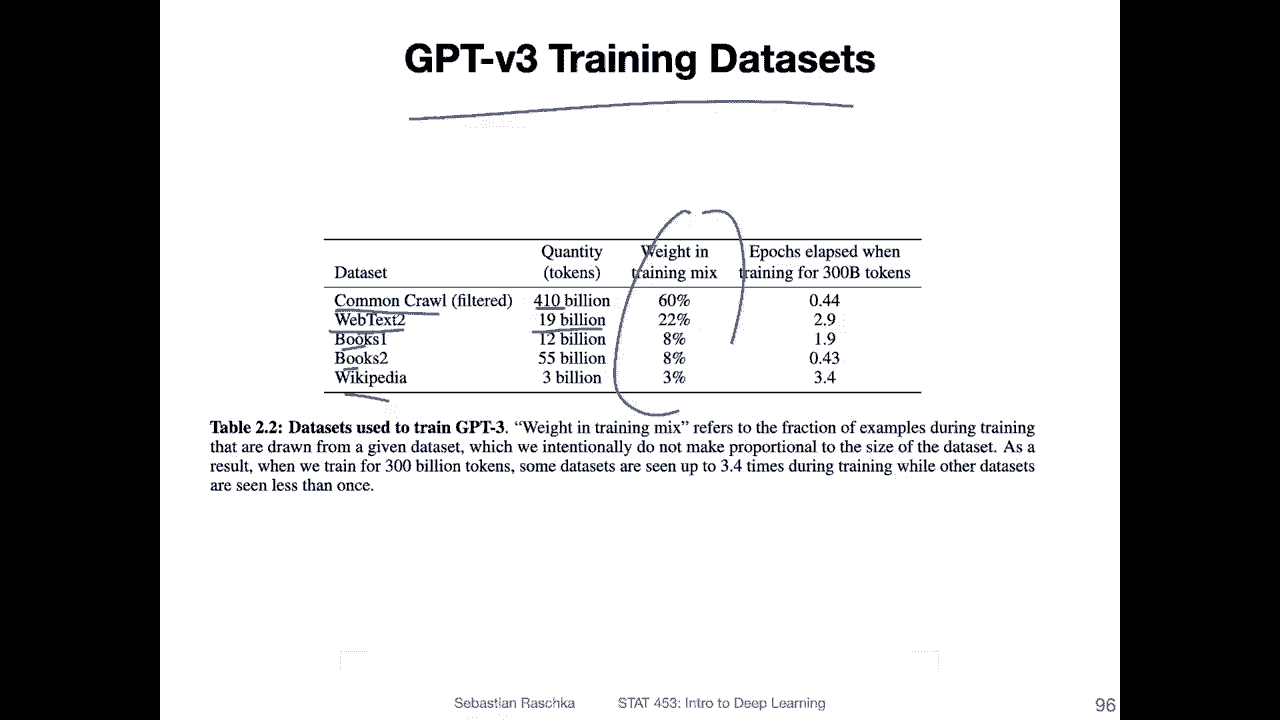 GPT-v3 Training Datasets
Dataset Quantity (tokens) Weight in training mix Epochs elapsed when training for 300B tokens
Common Crawl (filtered) 410 billion 60% 0.44
WebText2 19 billion 22% 2.9
Books1 12 billion 8% 1.9
Books2 55 billion 8% 0.43
Wikipedia 3 billion 3% 3.4
Table 2.2: Datasets used to train GPT-3. “Weight in training mix” refers to the fraction of examples during training
that are drawn from a given dataset, which we intentionally do not make proportional to the size of the dataset. As a
result, when we train for 300 billion tokens, some datasets are seen up to 3.4 times during training while other datasets
are seen less than once.
Sebastian Raschka STAT 453: Intro to Deep Learning 96